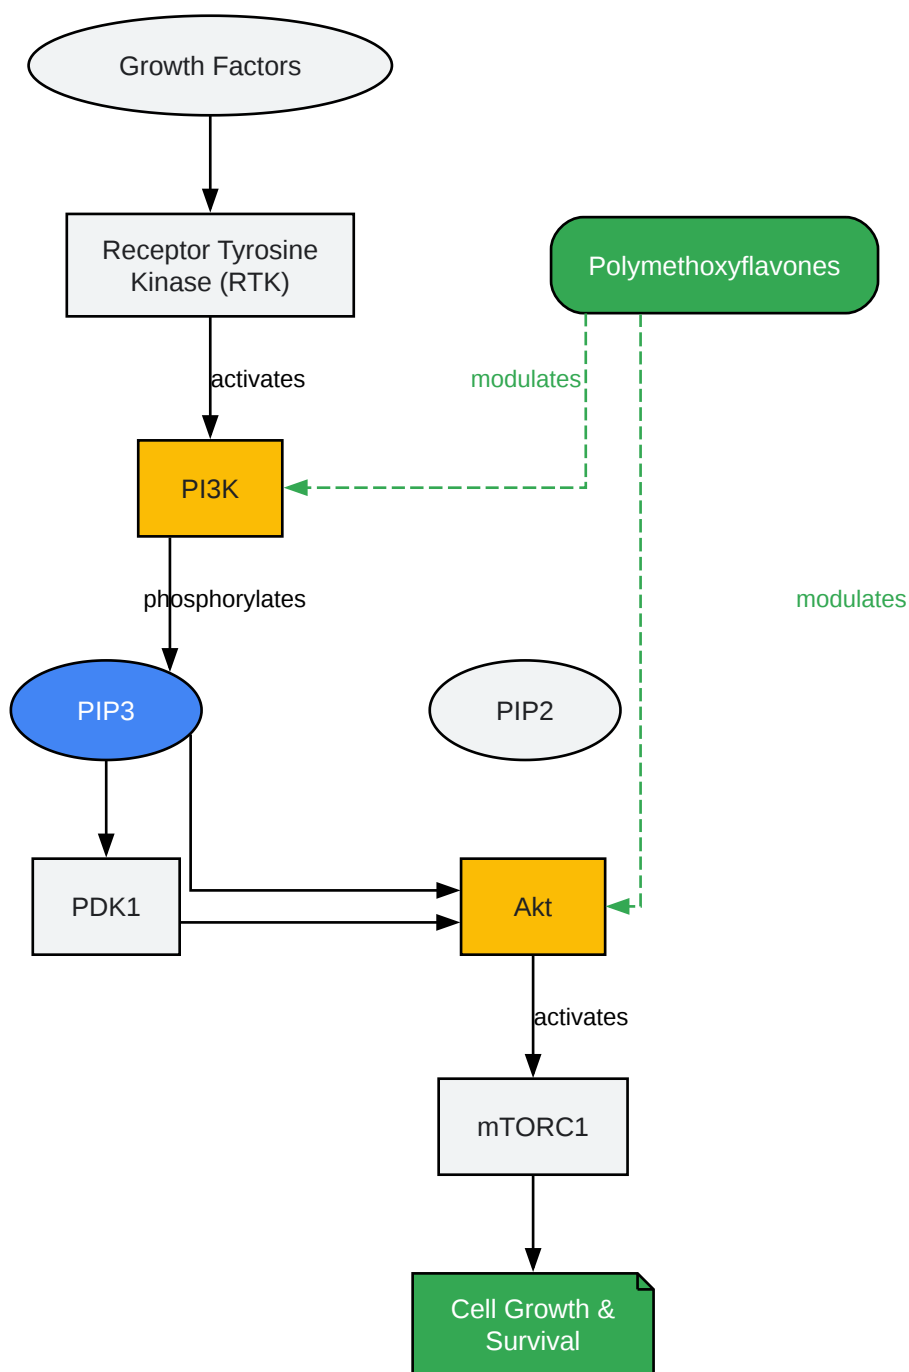 Growth Factors
Receptor Tyrosine
Kinase (RTK)
Polymethoxyflavones
activates
modulates
PI3K
phosphorylates
modulates
PIP3
PIP2
PDK1
Akt
activates
mTORC1
Cell Growth &
Survival